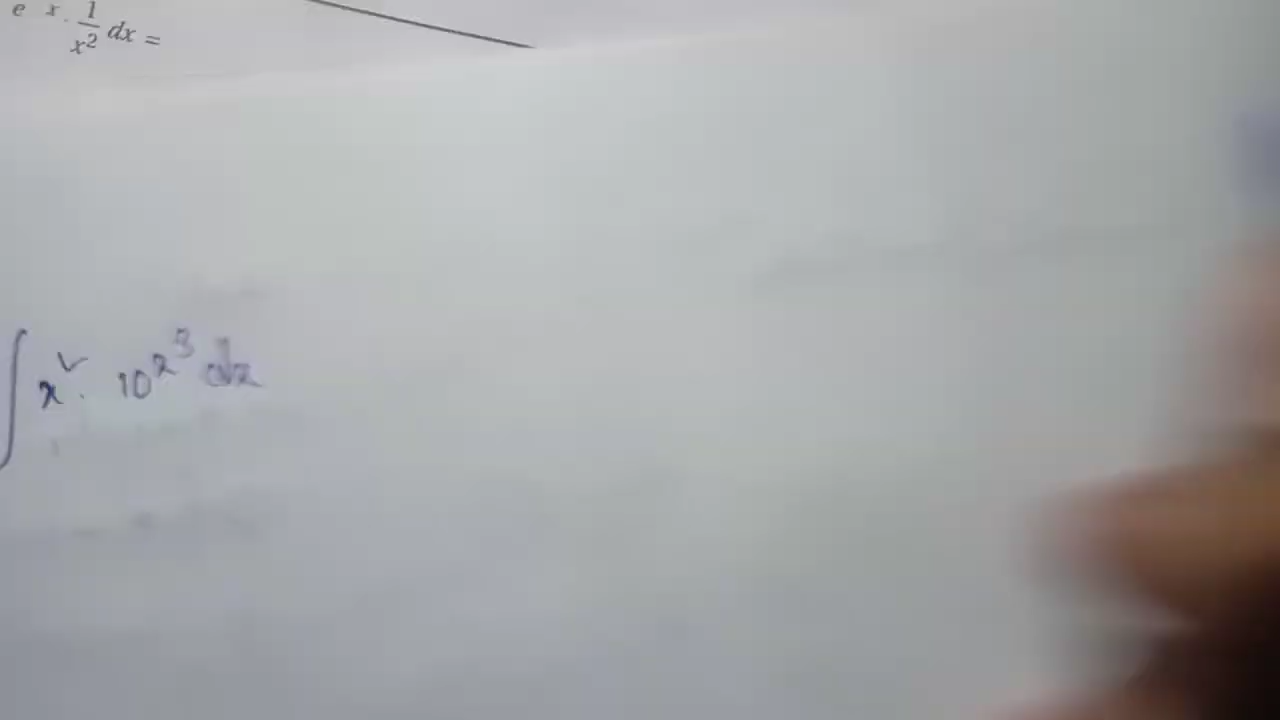 e x · 1/x² dx =
∫ x² · 10^x³ dx